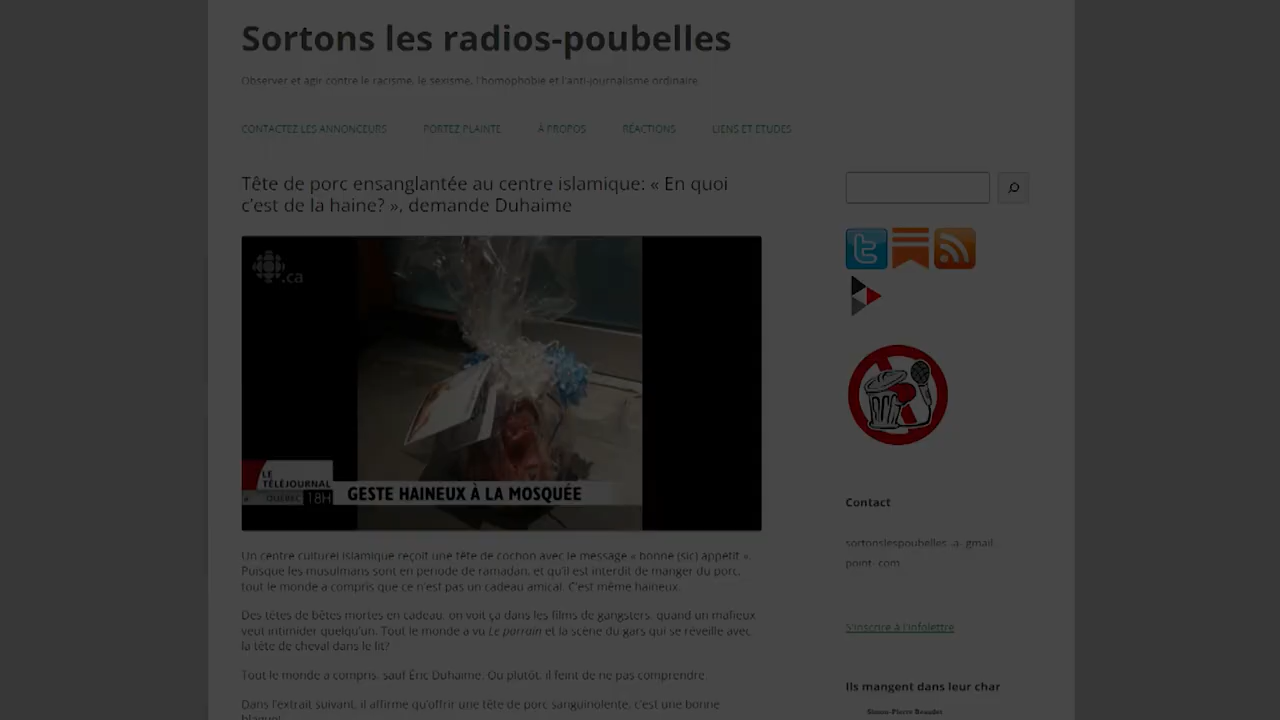 Sortons les radios-poubelles
Observer et agir contre le racisme, le sexisme, l'homophobie et l'anti-journalisme ordinaire
CONTACTEZ LES ANNONCEURS
PORTEZ PLAINTE
À PROPOS
RÉACTIONS
LIENS ET ETUDES
Tête de porc ensanglantée au centre islamique: « En quoi
c'est de la haine? », demande Duhaime
.ca
LE
TÉLÉJOURNAL
QUÉBEC 18H
GESTE HAINEUX À LA MOSQUÉE
Un centre culturel islamique reçoit une tête de cochon avec le message « bonne (sic) appétit ».
Puisque les musulmans sont en période de ramadan, et qu'il est interdit de manger du porc,
tout le monde a compris que ce n'est pas un cadeau amical. C'est même haineux.
Des têtes de bêtes mortes en cadeau, on voit ça dans les films de gangsters, quand un mafieux
veut intimider quelqu'un. Tout le monde a vu Le parrain et la scène du gars qui se réveille avec
la tête de cheval dans le lit?
Tout le monde a compris, sauf Éric Duhaime. Ou plutôt, il feint de ne pas comprendre.
Dans l'extrait suivant, il affirme qu'offrir une tête de porc sanguinolente, c'est une bonne
blague!
Contact
sortonslespoubelles -a- gmail
point- com
S'inscrire à l'infolettre
Ils mangent dans leur char
Simon-Pierre Beaudet